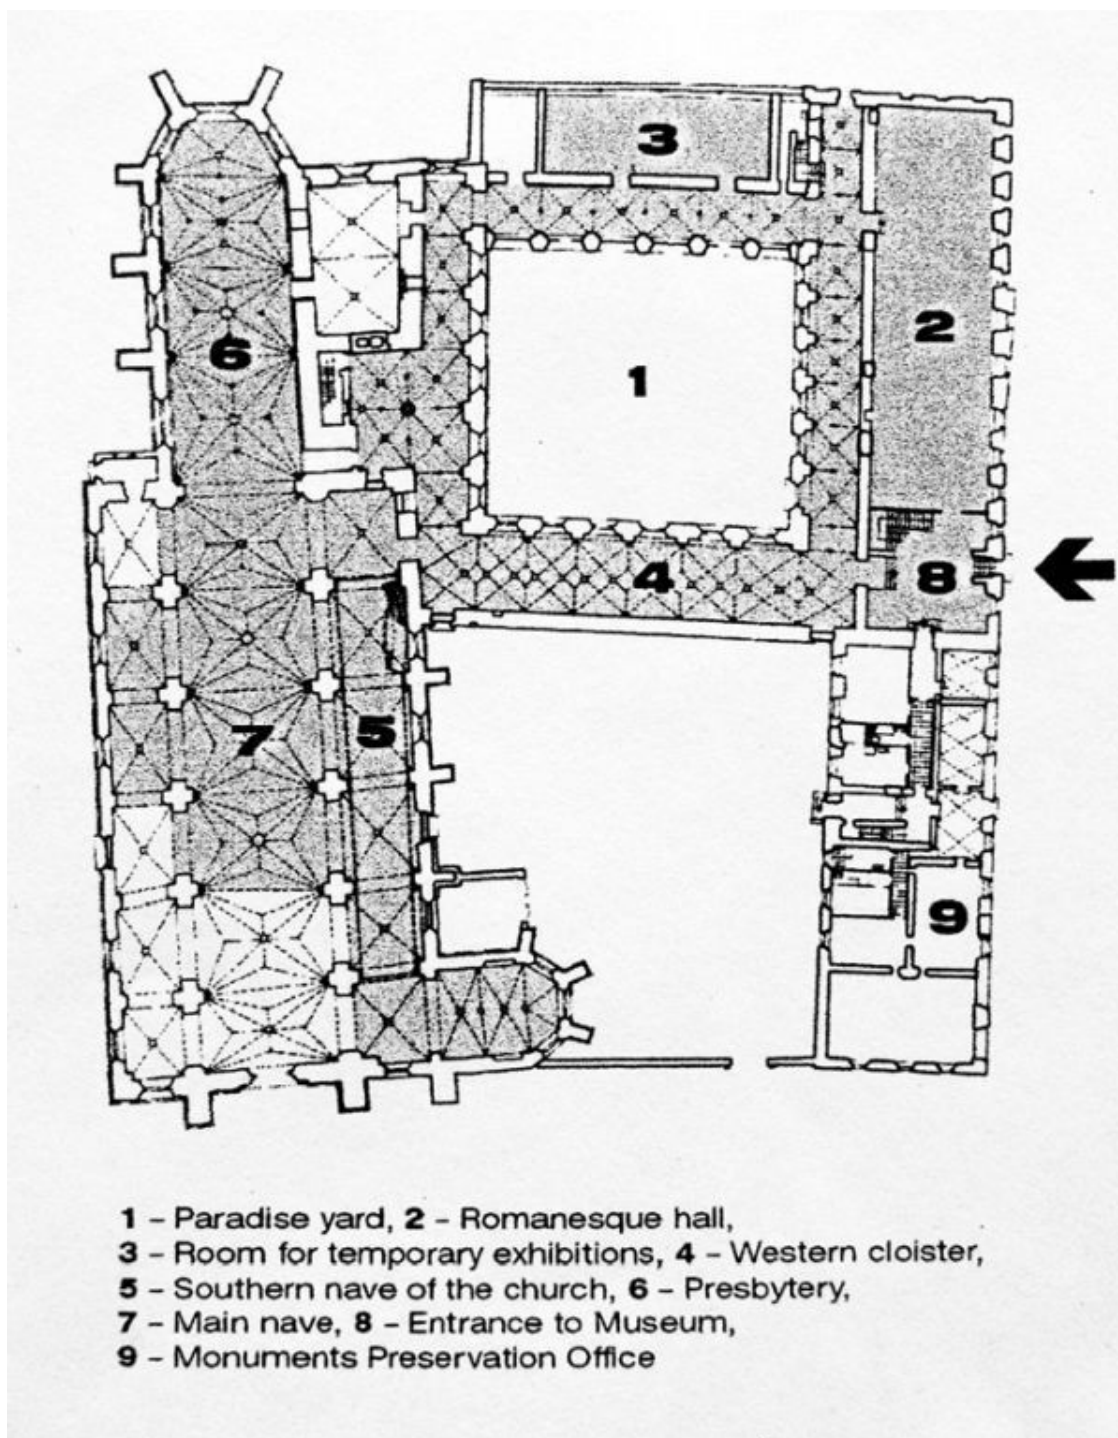 3
2
6
1
4
8
7
5
9
1 – Paradise yard, 2 – Romanesque hall,
3 – Room for temporary exhibitions, 4 – Western cloister,
5 – Southern nave of the church, 6 – Presbytery,
7 – Main nave, 8 – Entrance to Museum,
9 – Monuments Preservation Office